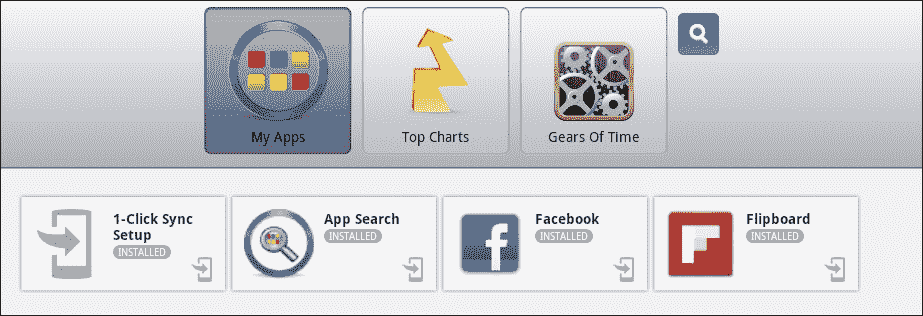 My Apps
Top Charts
Gears Of Time
1-Click Sync
Setup
INSTALLED
App Search
INSTALLED
Facebook
INSTALLED
Flipboard
INSTALLED